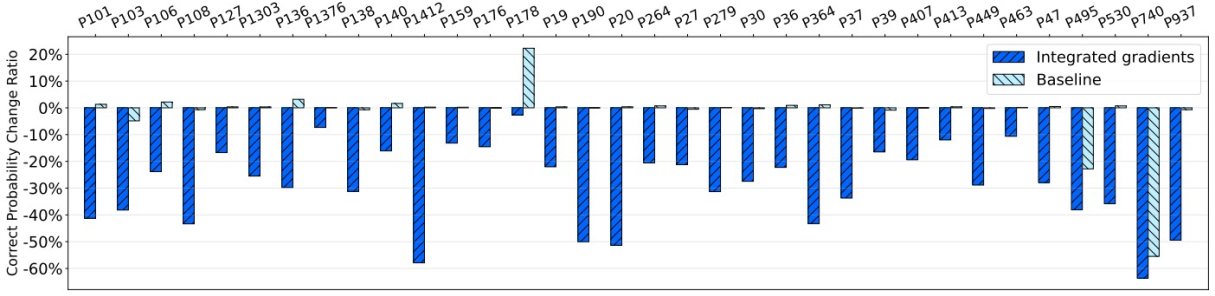 P101 P103 P106 P108 P127 P1303 P136 P1376 P138 P140 P1412 P159 P176 P178 P19 P190 P20 P264 P27 P279 P30 P36 P364 P37 P39 P407 P413 P449 P463 P47 P495 P530 P740 P937
Correct Probability Change Ratio
20%
10%
0%
-10%
-20%
-30%
-40%
-50%
-60%
Integrated gradients
Baseline